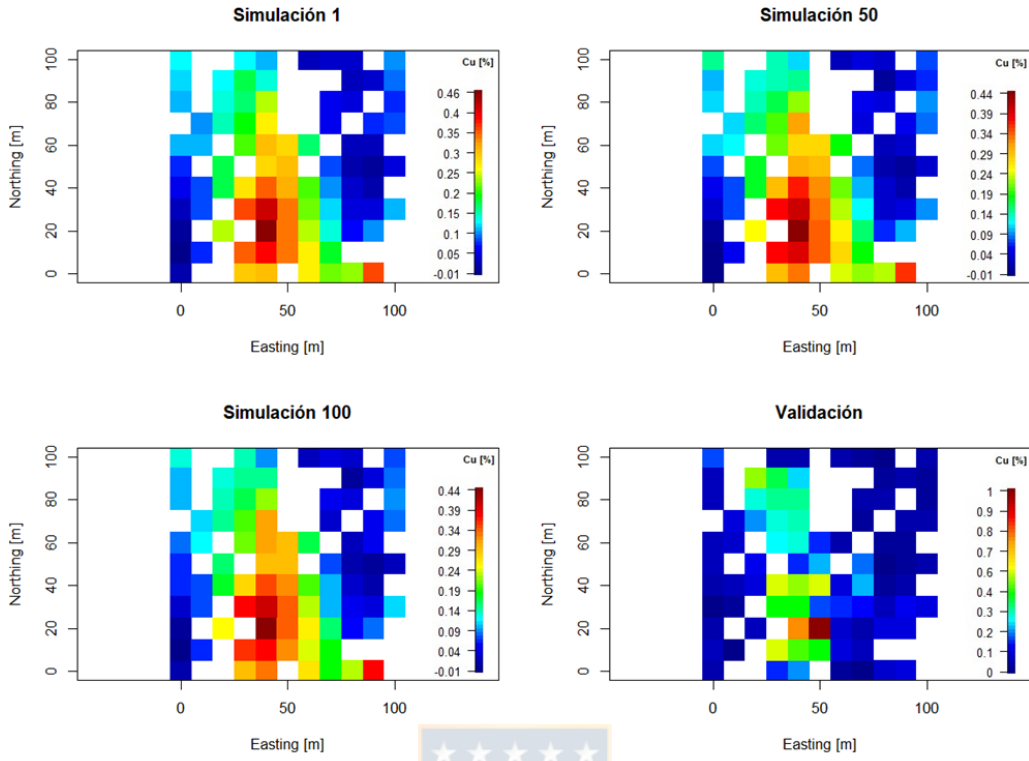 Simulación 1
Cu [%]
0.46
0.41
0.35
0.3
0.25
0.2
0.15
0.1
0.05
-0.01
Northing [m]
0 20 40 60 80 100
0 50 100
Easting [m]
Simulación 50
Cu [%]
0.44
0.39
0.34
0.29
0.24
0.19
0.14
0.09
0.04
-0.01
Northing [m]
0 20 40 60 80 100
0 50 100
Easting [m]
Simulación 100
Cu [%]
0.44
0.39
0.34
0.29
0.24
0.19
0.14
0.09
0.04
-0.01
Northing [m]
0 20 40 60 80 100
0 50 100
Easting [m]
Validación
Cu [%]
1
0.9
0.8
0.7
0.6
0.5
0.4
0.3
0.2
0.1
0
Northing [m]
0 20 40 60 80 100
0 50 100
Easting [m]